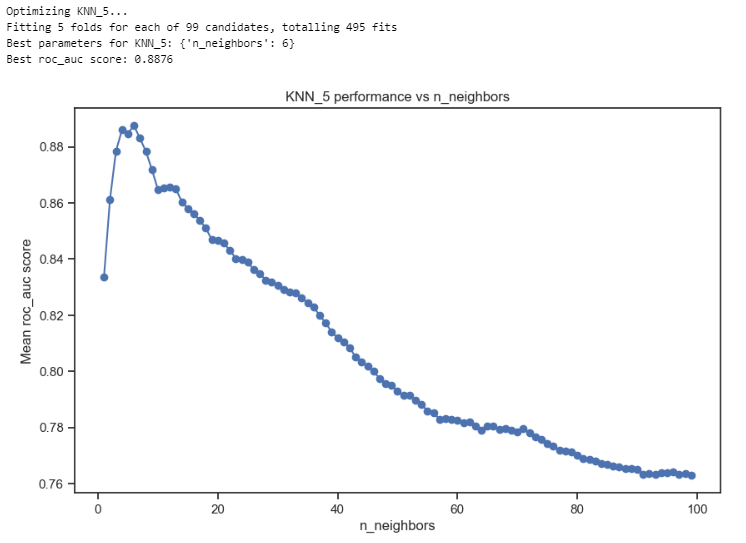 Optimizing KNN_5...
Fitting 5 folds for each of 99 candidates, totalling 495 fits
Best parameters for KNN_5: {'n_neighbors': 6}
Best roc_auc score: 0.8876
KNN_5 performance vs n_neighbors
0.88
0.86
0.84
0.82
0.80
0.78
0.76
Mean roc_auc score
0 20 40 60 80 100
n_neighbors